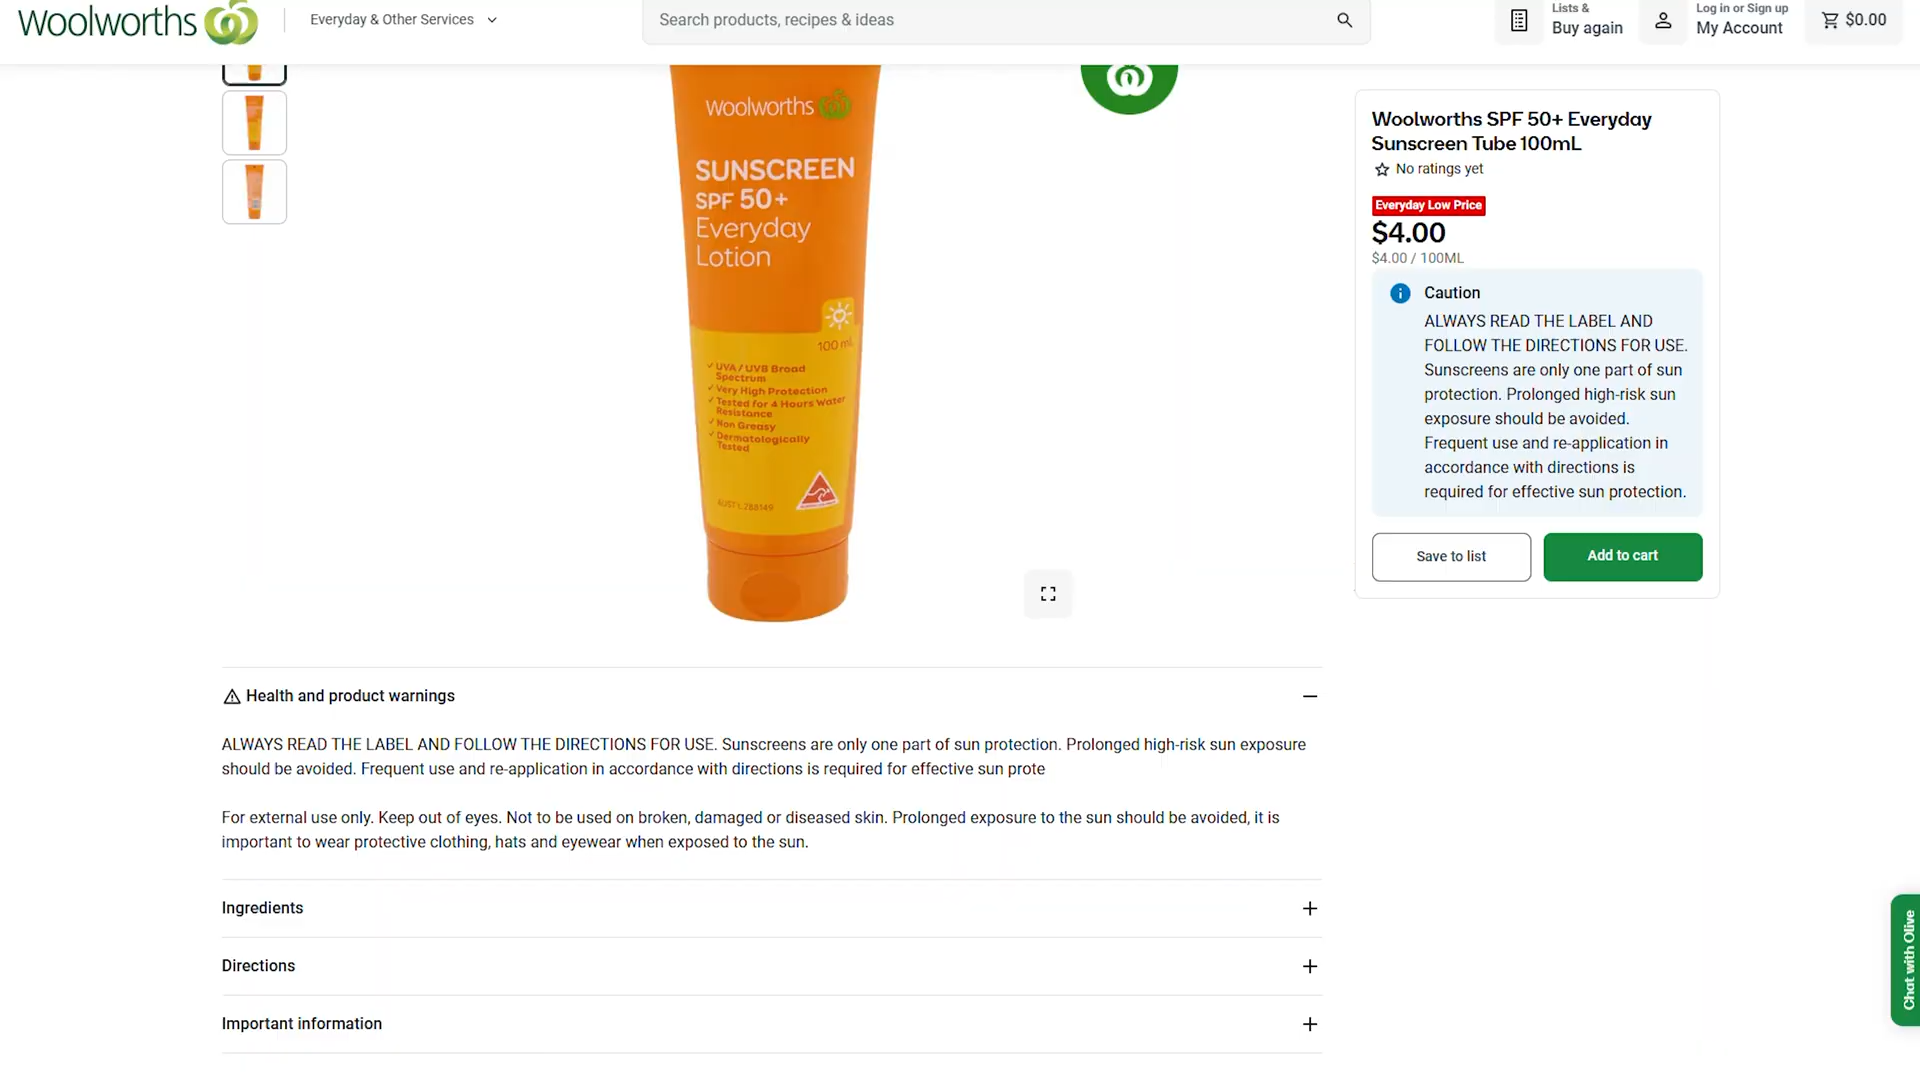 Woolworths
Everyday & Other Services
Search products, recipes & ideas
Lists &
Buy again
Log in or Sign up
My Account
$0.00
Woolworths
SUNSCREEN
SPF 50+
Everyday
Lotion
100 mL
UVA / UVB Broad
Spectrum
Very High Protection
Tested for 4 Hours Water
Resistance
Non Greasy
Dermatologically
Tested
AUST L 288149
Woolworths SPF 50+ Everyday
Sunscreen Tube 100mL
No ratings yet
Everyday Low Price
$4.00
$4.00 / 100ML
Caution
ALWAYS READ THE LABEL AND
FOLLOW THE DIRECTIONS FOR USE.
Sunscreens are only one part of sun
protection. Prolonged high-risk sun
exposure should be avoided.
Frequent use and re-application in
accordance with directions is
required for effective sun protection.
Save to list
Add to cart
Health and product warnings
ALWAYS READ THE LABEL AND FOLLOW THE DIRECTIONS FOR USE. Sunscreens are only one part of sun protection. Prolonged high-risk sun exposure
should be avoided. Frequent use and re-application in accordance with directions is required for effective sun prote
For external use only. Keep out of eyes. Not to be used on broken, damaged or diseased skin. Prolonged exposure to the sun should be avoided, it is
important to wear protective clothing, hats and eyewear when exposed to the sun.
Ingredients
Directions
Important information
Chat with Olive